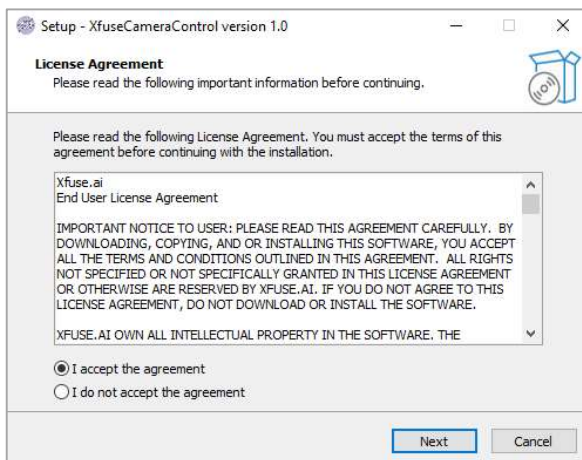 Setup - XfuseCameraControl version 1.0
License Agreement
Please read the following important information before continuing.
Please read the following License Agreement. You must accept the terms of this
agreement before continuing with the installation.
Xfuse.ai
End User License Agreement
IMPORTANT NOTICE TO USER: PLEASE READ THIS AGREEMENT CAREFULLY.  BY
DOWNLOADING, COPYING, AND OR INSTALLING THIS SOFTWARE, YOU ACCEPT
ALL THE TERMS AND CONDITIONS OUTLINED IN THIS AGREEMENT.  ALL RIGHTS
NOT SPECIFIED OR NOT SPECIFICALLY GRANTED IN THIS LICENSE AGREEMENT
OR OTHERWISE ARE RESERVED BY XFUSE.AI. IF YOU DO NOT AGREE TO THIS
LICENSE AGREEMENT, DO NOT DOWNLOAD OR INSTALL THE SOFTWARE.
XFUSE.AI OWN ALL INTELLECTUAL PROPERTY IN THE SOFTWARE. THE
I accept the agreement
I do not accept the agreement
Next
Cancel